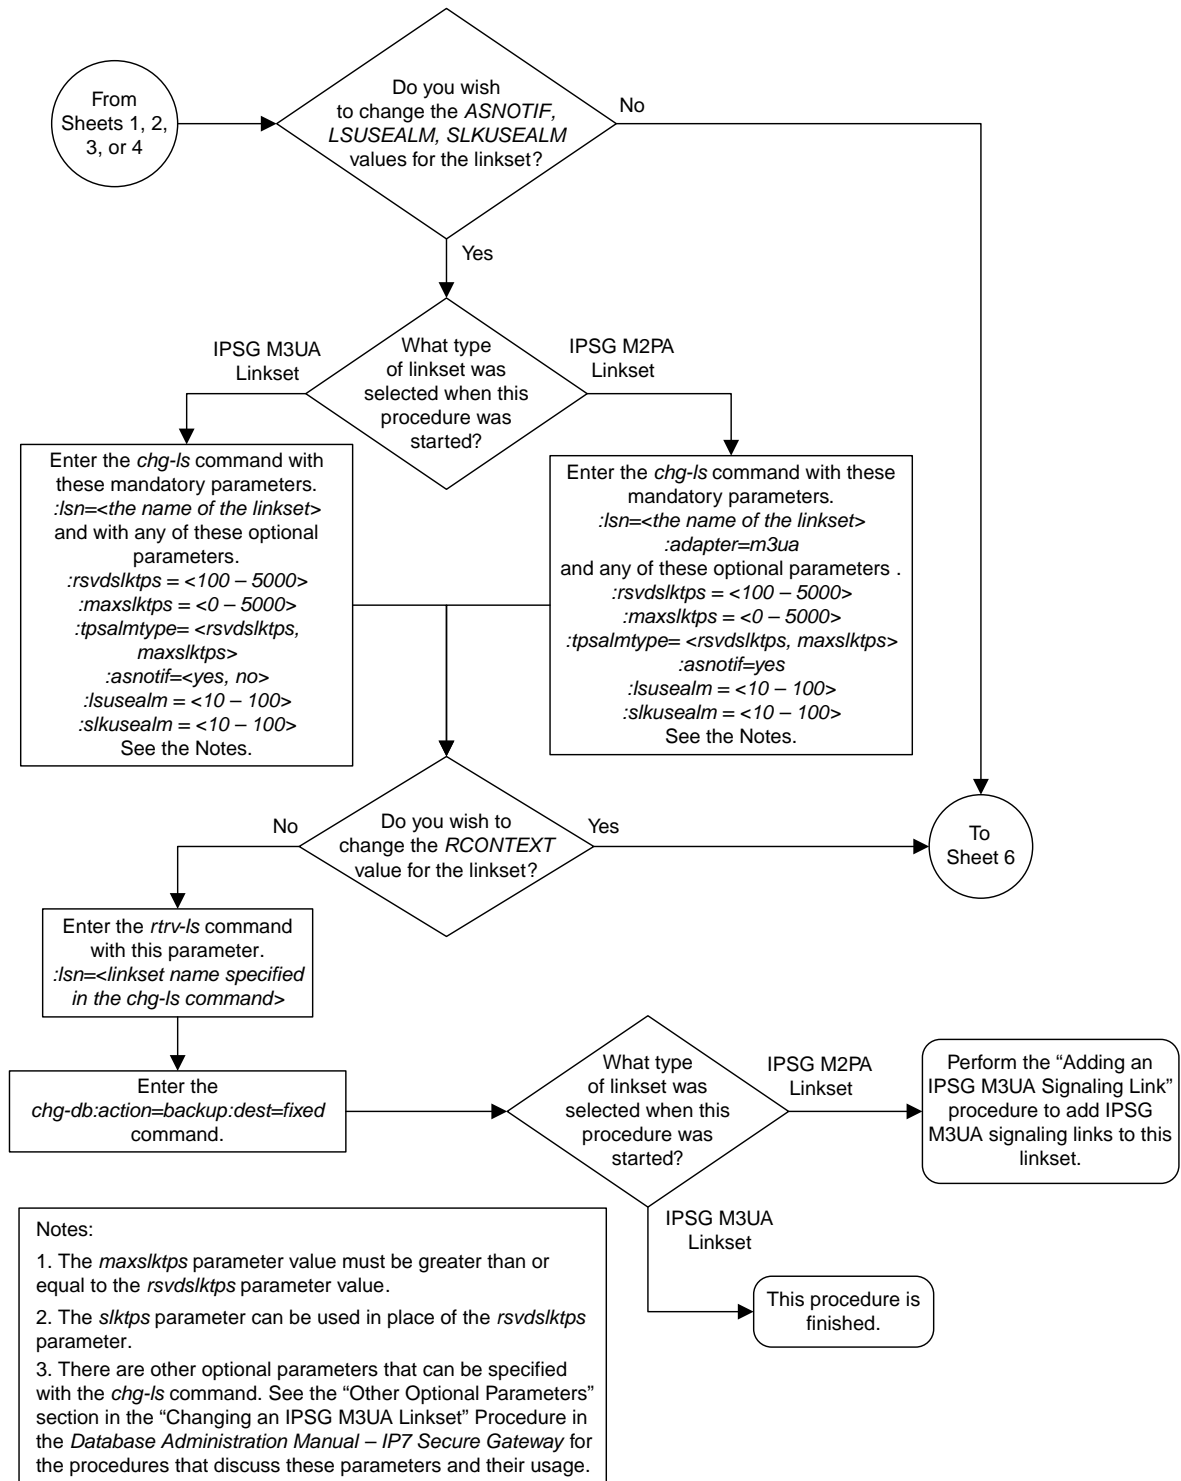 From
Sheets 1, 2,
3, or 4
Do you wish
to change the ASNOTIF,
LSUSEALM, SLKUSEALM
values for the linkset?
No
Yes
IPSG M3UA
Linkset
What type
of linkset was
selected when this
procedure was
started?
IPSG M2PA
Linkset
Enter the chg-ls command with
these mandatory parameters.
:lsn=<the name of the linkset>
and with any of these optional
parameters.
:rsvdslktps = <100 – 5000>
:maxslktps = <0 – 5000>
:tpsalmtype= <rsvdslktps,
maxslktps>
:asnotif=<yes, no>
:lsusealm = <10 – 100>
:slkusealm = <10 – 100>
See the Notes.
Enter the chg-ls command with these
mandatory parameters.
:lsn=<the name of the linkset>
:adapter=m3ua
and any of these optional parameters .
:rsvdslktps = <100 – 5000>
:maxslktps = <0 – 5000>
:tpsalmtype= <rsvdslktps, maxslktps>
:asnotif=yes
:lsusealm = <10 – 100>
:slkusealm = <10 – 100>
See the Notes.
No
Do you wish to
change the RCONTEXT
value for the linkset?
Yes
To
Sheet 6
Enter the rtrv-ls command
with this parameter.
:lsn=<linkset name specified
in the chg-ls command>
Enter the
chg-db:action=backup:dest=fixed
command.
What type
of linkset was
selected when this
procedure was
started?
IPSG M2PA
Linkset
Perform the “Adding an
IPSG M3UA Signaling Link”
procedure to add IPSG
M3UA signaling links to this
linkset.
IPSG M3UA
Linkset
This procedure is
finished.
Notes:
1. The maxslktps parameter value must be greater than or
equal to the rsvdslktps parameter value.
2. The slktps parameter can be used in place of the rsvdslktps
parameter.
3. There are other optional parameters that can be specified
with the chg-ls command. See the “Other Optional Parameters”
section in the “Changing an IPSG M3UA Linkset” Procedure in
the Database Administration Manual – IP7 Secure Gateway for
the procedures that discuss these parameters and their usage.